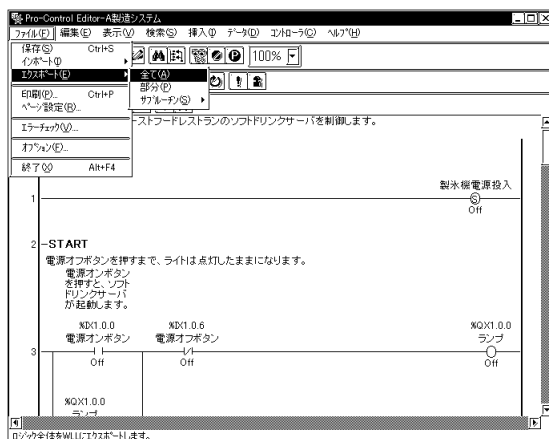 Pro-Control Editor-A製造システム
ファイル(F) 編集(E) 表示(V) 検索(S) 挿入(I) データ(D) コントローラ(C) ヘルプ(H)
保存(S) Ctrl+S
インポート(I)
エクスポート(E)
全て(A)
部分(P)
サブルーチン(S)
印刷(P) Ctrl+P
ページ設定(R)...
エラーチェック(V)...
オプション(F)...
終了(X) Alt+F4
100%
ーストフードレストランのソフトドリンクサーバを制御します。
製氷機電源投入
1
S
Off
2 -START
電源オフボタンを押すまで、ライトは点灯したままになります。
電源オンボタン
を押すと、ソフト
ドリンクサーバ
が起動します。
%IX1.0.0 %IX1.0.6 %QX1.0.0
電源オンボタン 電源オフボタン ランプ
3
Off Off Off
%QX1.0.0
ランプ
ロジック全体をWLLにエクスポートします。